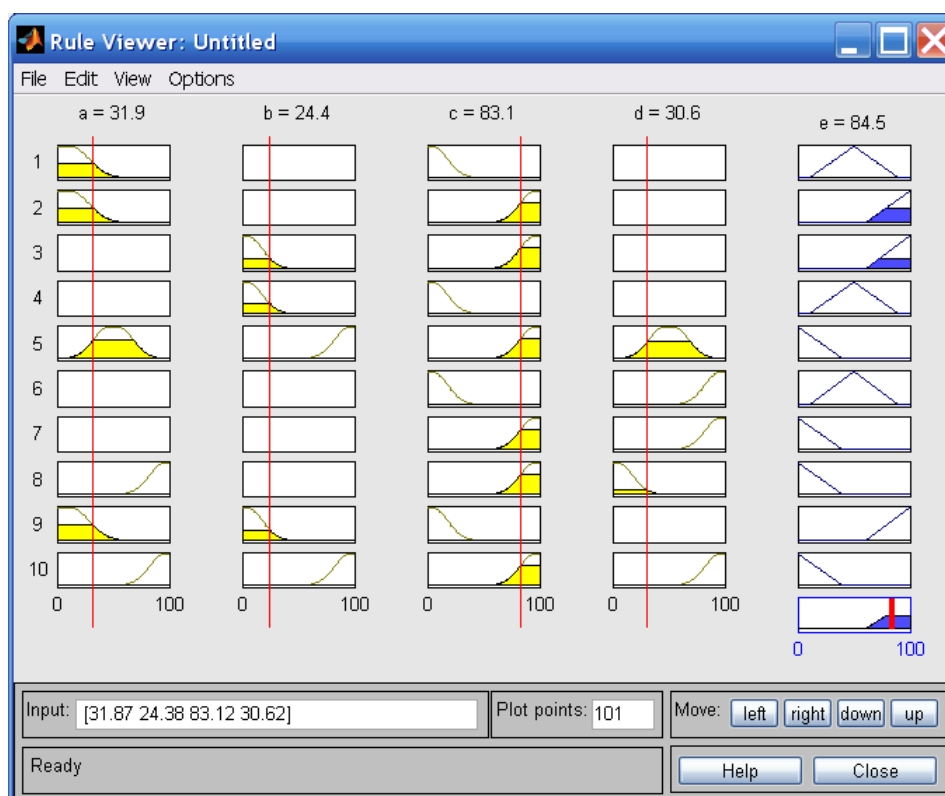 Rule Viewer: Untitled
File Edit View Options
a = 31.9 b = 24.4 c = 83.1 d = 30.6 e = 84.5
1
2
3
4
5
6
7
8
9
10
0 100 0 100 0 100 0 100
0 100
Input: [31.87 24.38 83.12 30.62] Plot points: 101 Move: left right down up
Ready Help Close